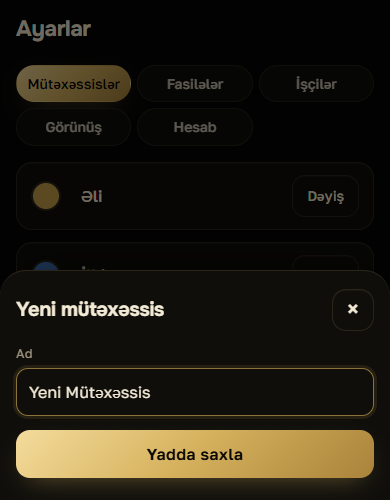 Ayarlar
Mütəxəssislər
Fasilələr
İşçilər
Görünüş
Hesab
Əli
Dəyiş
Yeni mütəxəssis
×
Ad
Yeni Mütəxəssis
Yadda saxla